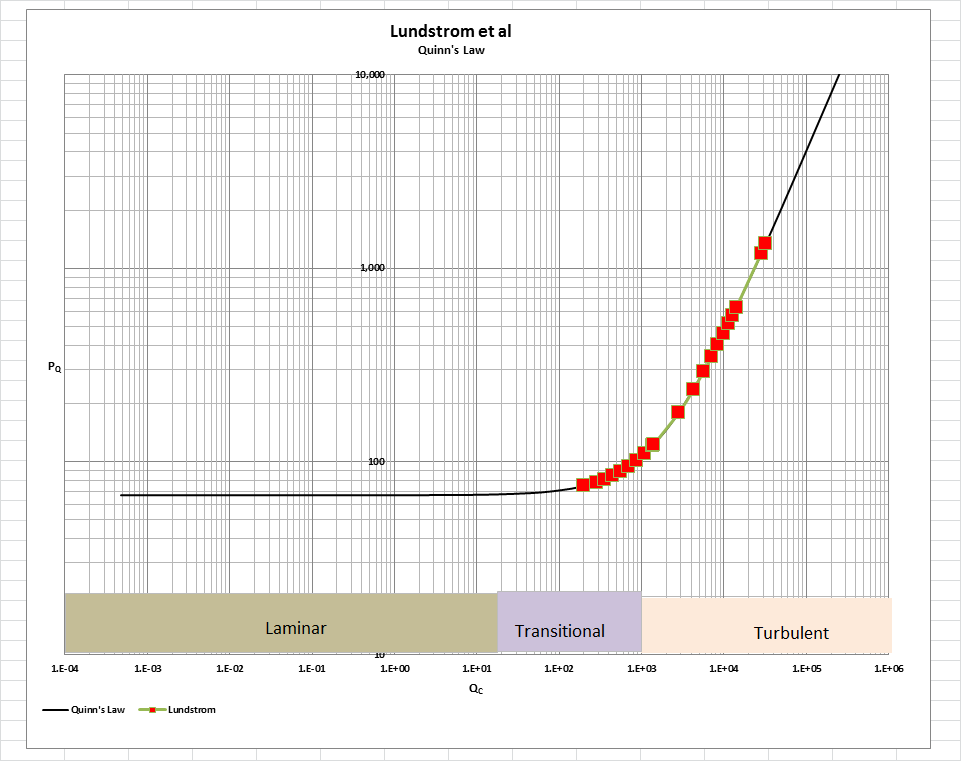 Lundstrom et al
Quinn's Law
10,000
1,000
PQ
100
Laminar
Transitional
Turbulent
10
1.E-04 1.E-03 1.E-02 1.E-01 1.E+00 1.E+01 1.E+02 1.E+03 1.E+04 1.E+05 1.E+06
QC
Quinn's Law Lundstrom